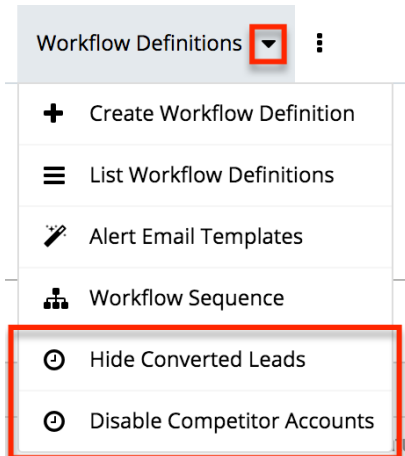 Workflow Definitions
Create Workflow Definition
List Workflow Definitions
Alert Email Templates
Workflow Sequence
Hide Converted Leads
Disable Competitor Accounts